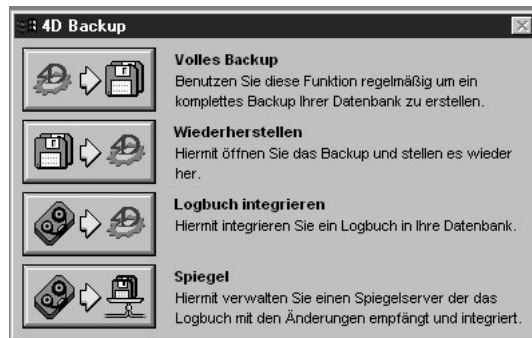 4D Backup
Volles Backup
Benutzen Sie diese Funktion regelmäßig um ein
komplettes Backup Ihrer Datenbank zu erstellen.
Wiederherstellen
Hiermit öffnen Sie das Backup und stellen es wieder
her.
Logbuch integrieren
Hiermit integrieren Sie ein Logbuch in Ihre Datenbank.
Spiegel
Hiermit verwalten Sie einen Spiegelserver der das
Logbuch mit den Änderungen empfängt und integriert.